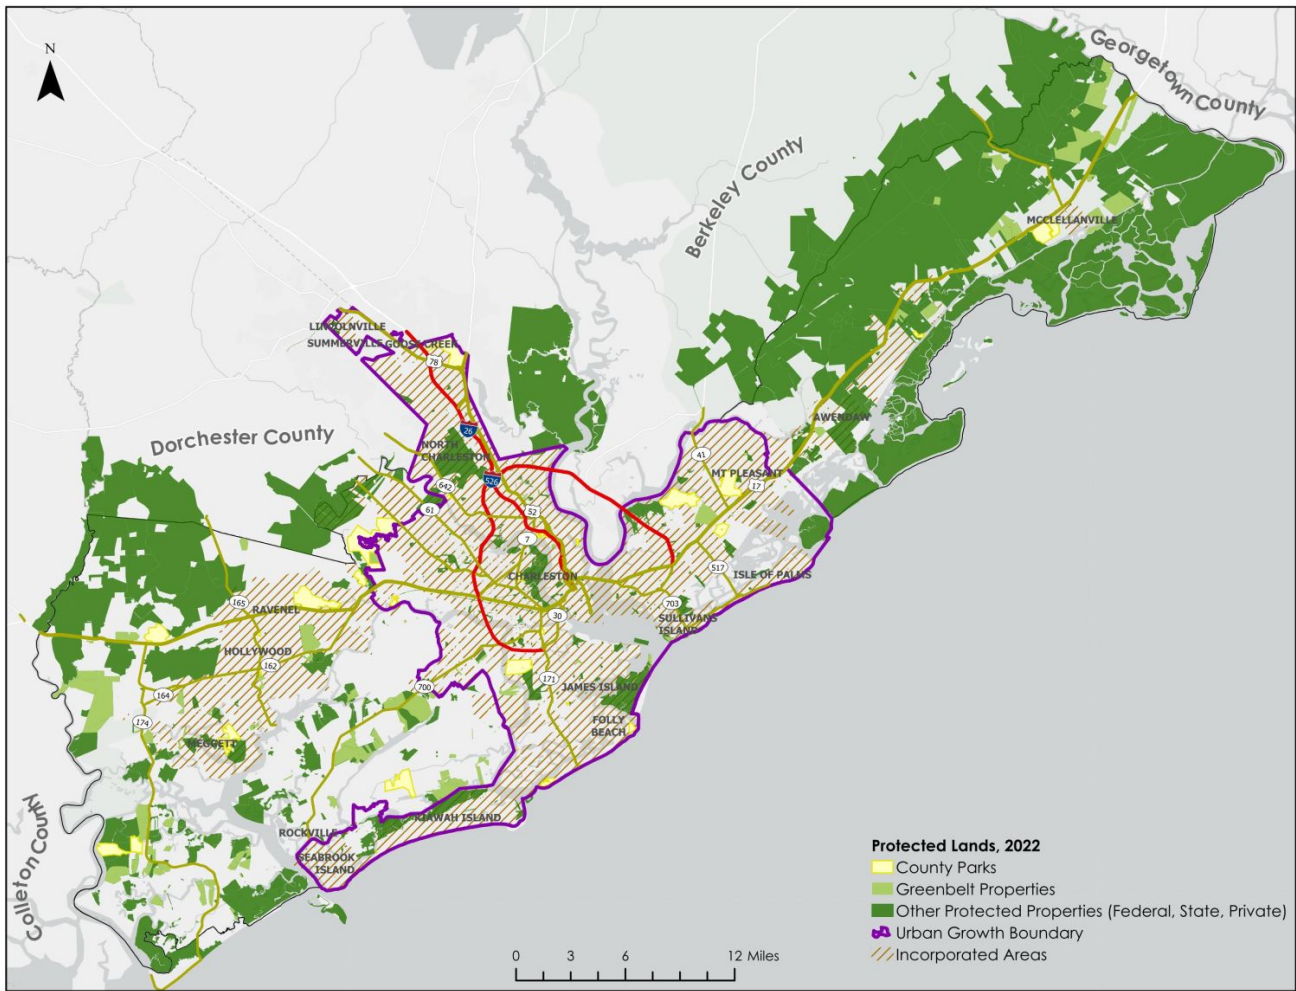 N
Georgetown County
Berkeley County
MCCLELLANVILLE
LINCOLNVILLE
SUMMERVILLE
GOOSE CREEK
78
26
Dorchester County
NORTH
CHARLESTON
526
642
61
52
7
41
MT PLEASANT
17
AWENDAW
CHARLESTON
517
ISLE OF PALMS
703
SULLIVANS
ISLAND
30
165
RAVENEL
HOLLYWOOD
162
164
174
MEGGETT
700
171
JAMES ISLAND
FOLLY
BEACH
Colleton County
ROCKVILLE
KIAWAH ISLAND
SEABROOK
ISLAND
Protected Lands, 2022
County Parks
Greenbelt Properties
Other Protected Properties (Federal, State, Private)
Urban Growth Boundary
Incorporated Areas
0 3 6 12 Miles